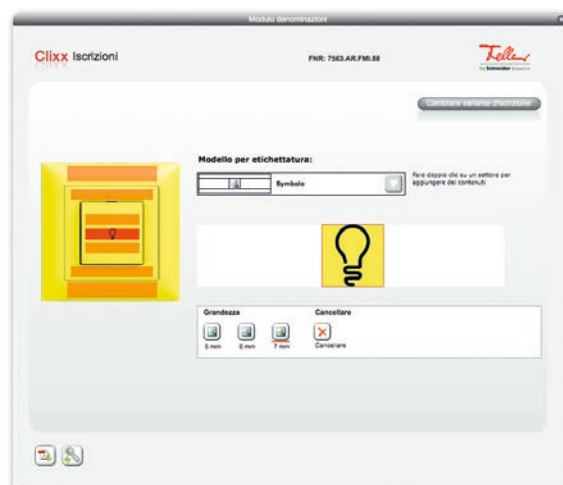 Modulo denominazioni
Clixx Iscrizioni
FNR: 7563.AR.FMI.88
Feller
by Schneider Electric
Cambiare variante d'iscrizione
Modello per etichettatura:
Symbole
Fare doppio clic su un settore per
aggiungere dei contenuti
Grandezza
Cancellare
5 mm
6 mm
7 mm
Cancellare